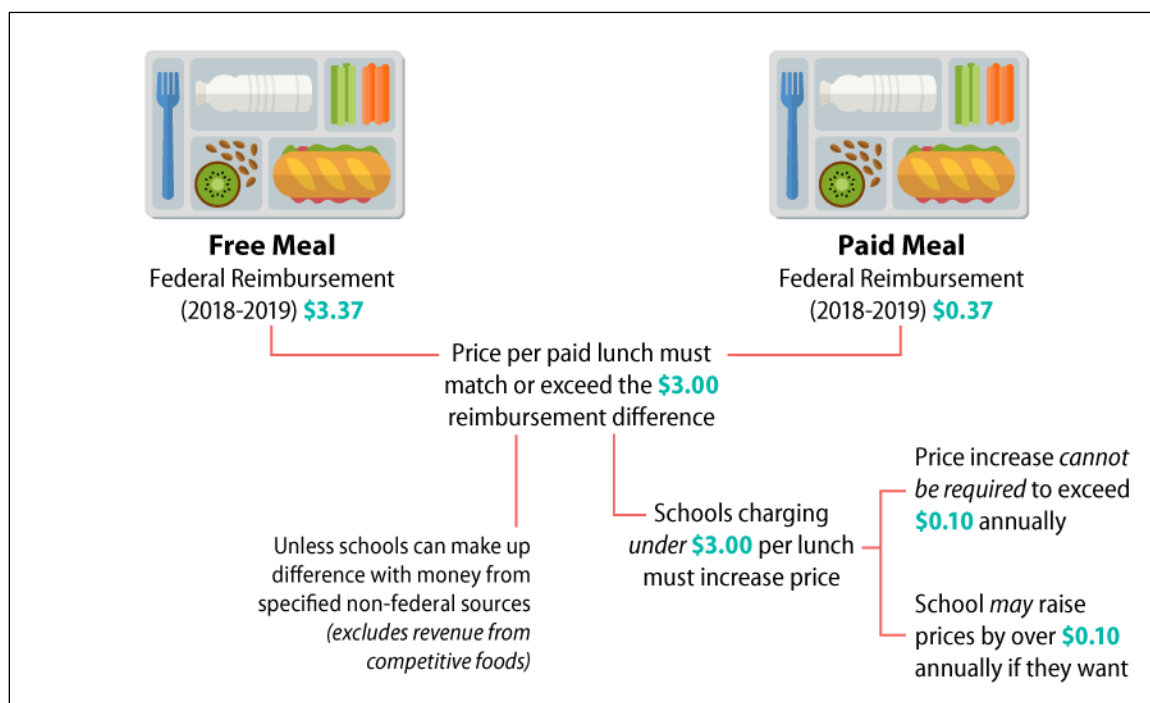 Free Meal
Federal Reimbursement
(2018-2019) $3.37
Paid Meal
Federal Reimbursement
(2018-2019) $0.37
Price per paid lunch must
match or exceed the $3.00
reimbursement difference
Unless schools can make up
difference with money from
specified non-federal sources
(excludes revenue from
competitive foods)
Schools charging
under $3.00 per lunch
must increase price
Price increase cannot
be required to exceed
$0.10 annually
School may raise
prices by over $0.10
annually if they want